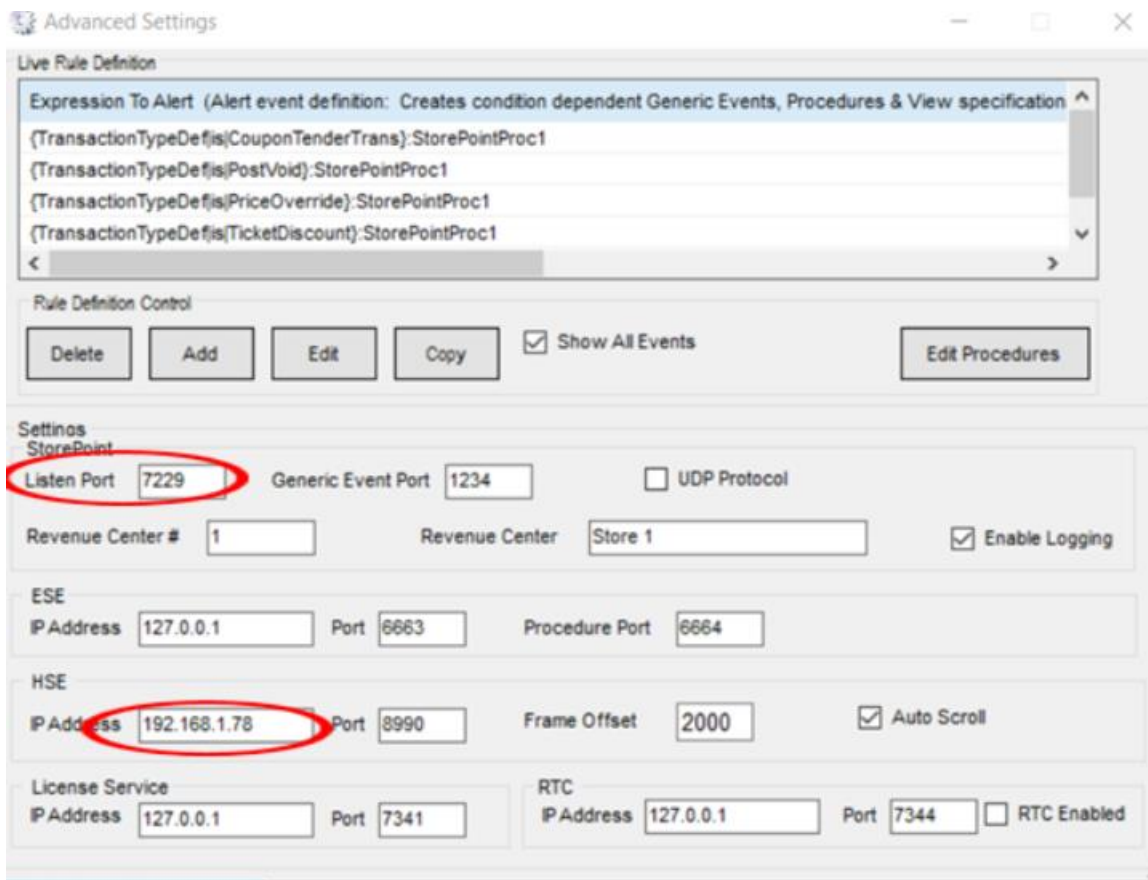 Advanced Settings
Live Rule Definition
Expression To Alert (Alert event definition: Creates condition dependent Generic Events, Procedures & View specification
{TransactionTypeDef|is|CouponTenderTrans}:StorePointProc1
{TransactionTypeDef|is|PostVoid}:StorePointProc1
{TransactionTypeDef|is|PriceOverride}:StorePointProc1
{TransactionTypeDef|is|TicketDiscount}:StorePointProc1
Rule Definition Control
Delete Add Edit Copy Show All Events Edit Procedures
Settings
StorePoint
Listen Port 7229 Generic Event Port 1234 UDP Protocol
Revenue Center # 1 Revenue Center Store 1 Enable Logging
ESE
IP Address 127.0.0.1 Port 6663 Procedure Port 6664
HSE
IP Address 192.168.1.78 Port 8990 Frame Offset 2000 Auto Scroll
License Service RTC
IP Address 127.0.0.1 Port 7341 IP Address 127.0.0.1 Port 7344 RTC Enabled